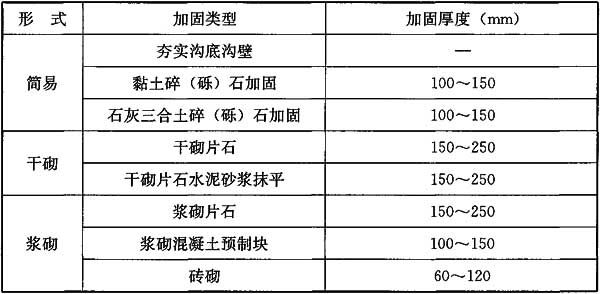 形 式 加固类型 加固厚度（mm）
简易 夯实沟底沟壁 —
黏土碎（砾）石加固 100～150
石灰三合土碎（砾）石加固 100～150
干砌 干砌片石 150～250
干砌片石水泥砂浆抹平 150～250
浆砌 浆砌片石 150～250
浆砌混凝土预制块 100～150
砖砌 60～120